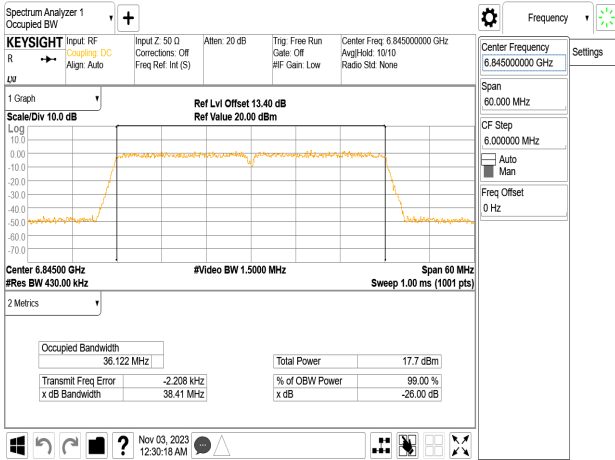 Spectrum Analyzer 1
Occupied BW
KEYSIGHT
R
LXI
Input: RF
Coupling: DC
Align: Auto
Input Z: 50 Ω
Corrections: Off
Freq Ref: Int (S)
Atten: 20 dB
Trig: Free Run
Gate: Off
#IF Gain: Low
Center Freq: 6.845000000 GHz
Avg|Hold: 10/10
Radio Std: None
1 Graph
Scale/Div 10.0 dB
Ref Lvl Offset 13.40 dB
Ref Value 20.00 dBm
Log
10.0
0.00
-10.0
-20.0
-30.0
-40.0
-50.0
-60.0
-70.0
Center 6.84500 GHz
#Video BW 1.5000 MHz
Span 60 MHz
#Res BW 430.00 kHz
Sweep 1.00 ms (1001 pts)
2 Metrics
Occupied Bandwidth
36.122 MHz
Total Power 17.7 dBm
Transmit Freq Error -2.208 kHz
% of OBW Power 99.00 %
x dB Bandwidth 38.41 MHz
x dB -26.00 dB
?
Nov 03, 2023
12:30:18 AM
Frequency
Settings
Center Frequency
6.845000000 GHz
Span
60.000 MHz
CF Step
6.000000 MHz
Auto
Man
Freq Offset
0 Hz